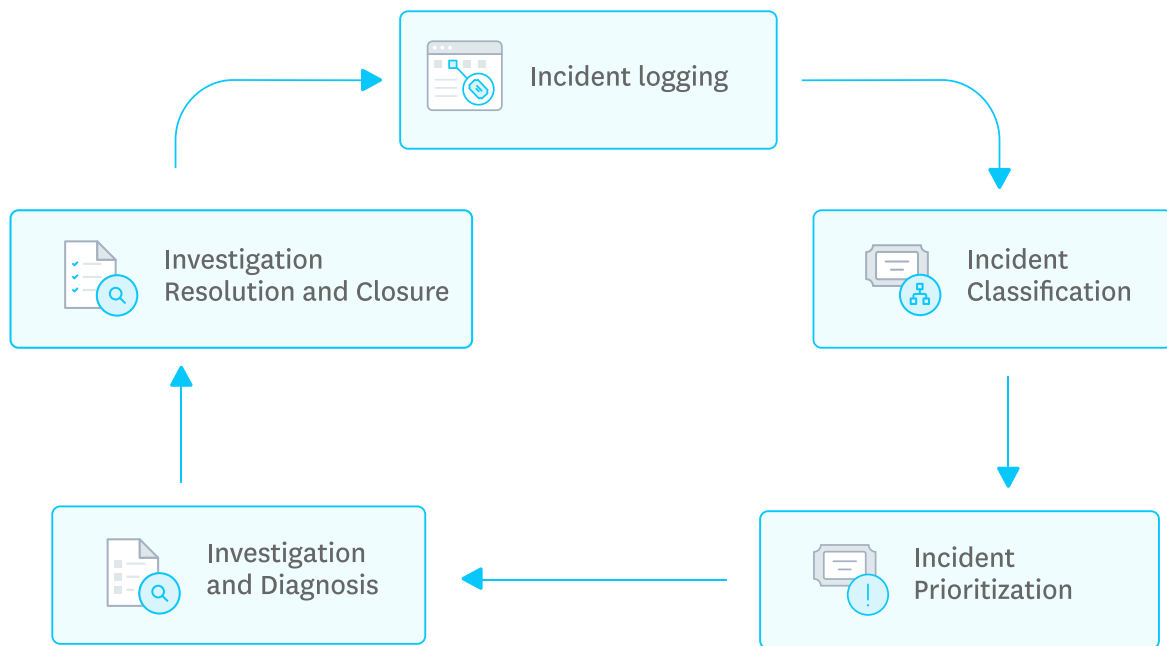 Incident logging
Incident
Classification
Incident
Prioritization
Investigation
and Diagnosis
Investigation
Resolution and Closure